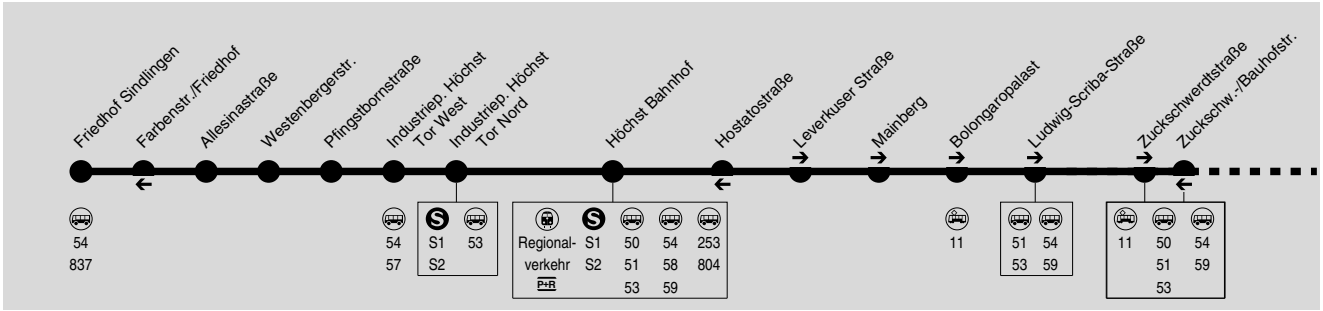 Friedhof Sindlingen
Farbenstr./Friedhof
Allesinastraße
Westenbergerstr.
Pfingstbornstraße
Industriep. Höchst
Tor West
Industriep. Höchst
Tor Nord
Höchst Bahnhof
Hostatostraße
Leverkuser Straße
Mainberg
Bolongaropalast
Ludwig-Scriba-Straße
Zuckschwerdtstraße
Zuckschw.-/Bauhofstr.
54
837
54
57
S
S1 53
S2
S
Regional- S1 50 54 253
verkehr S2 51 58 804
P+R 53 59
11
51 54
53 59
11 50 54
51 59
53